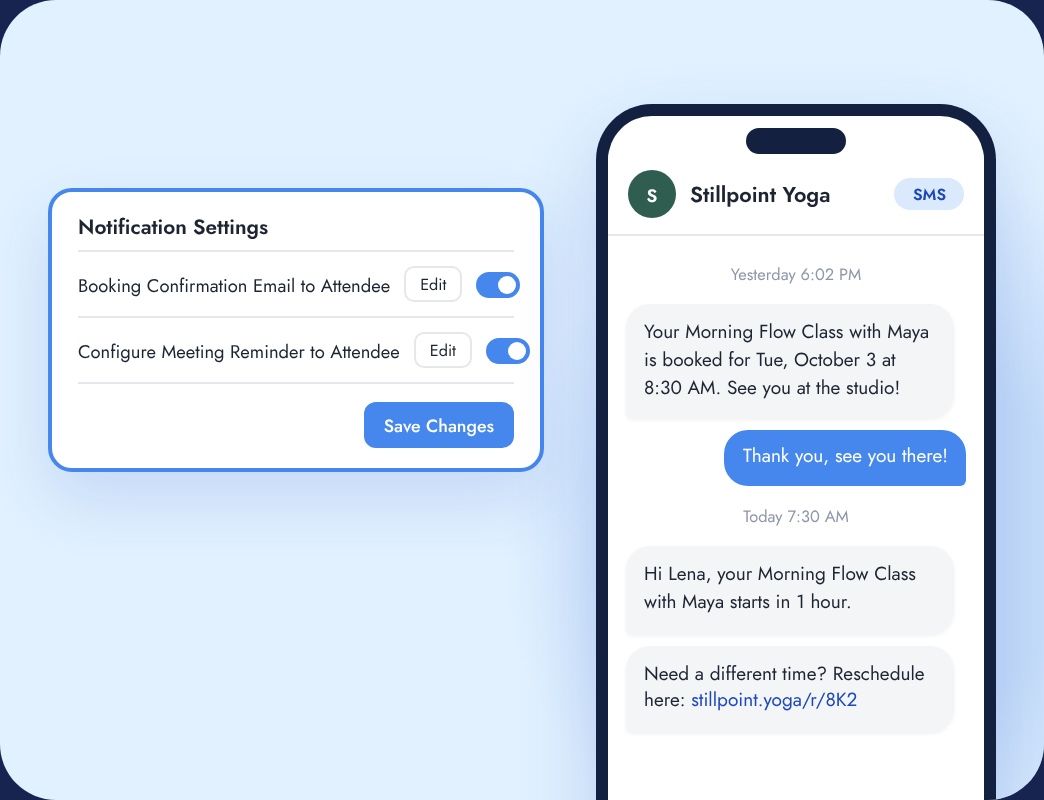 Notification Settings
Booking Confirmation Email to Attendee
Edit
Configure Meeting Reminder to Attendee
Edit
Save Changes
S
Stillpoint Yoga
SMS
Yesterday 6:02 PM
Your Morning Flow Class with Maya
is booked for Tue, October 3 at
8:30 AM. See you at the studio!
Thank you, see you there!
Today 7:30 AM
Hi Lena, your Morning Flow Class
with Maya starts in 1 hour.
Need a different time? Reschedule
here: stillpoint.yoga/r/8K2